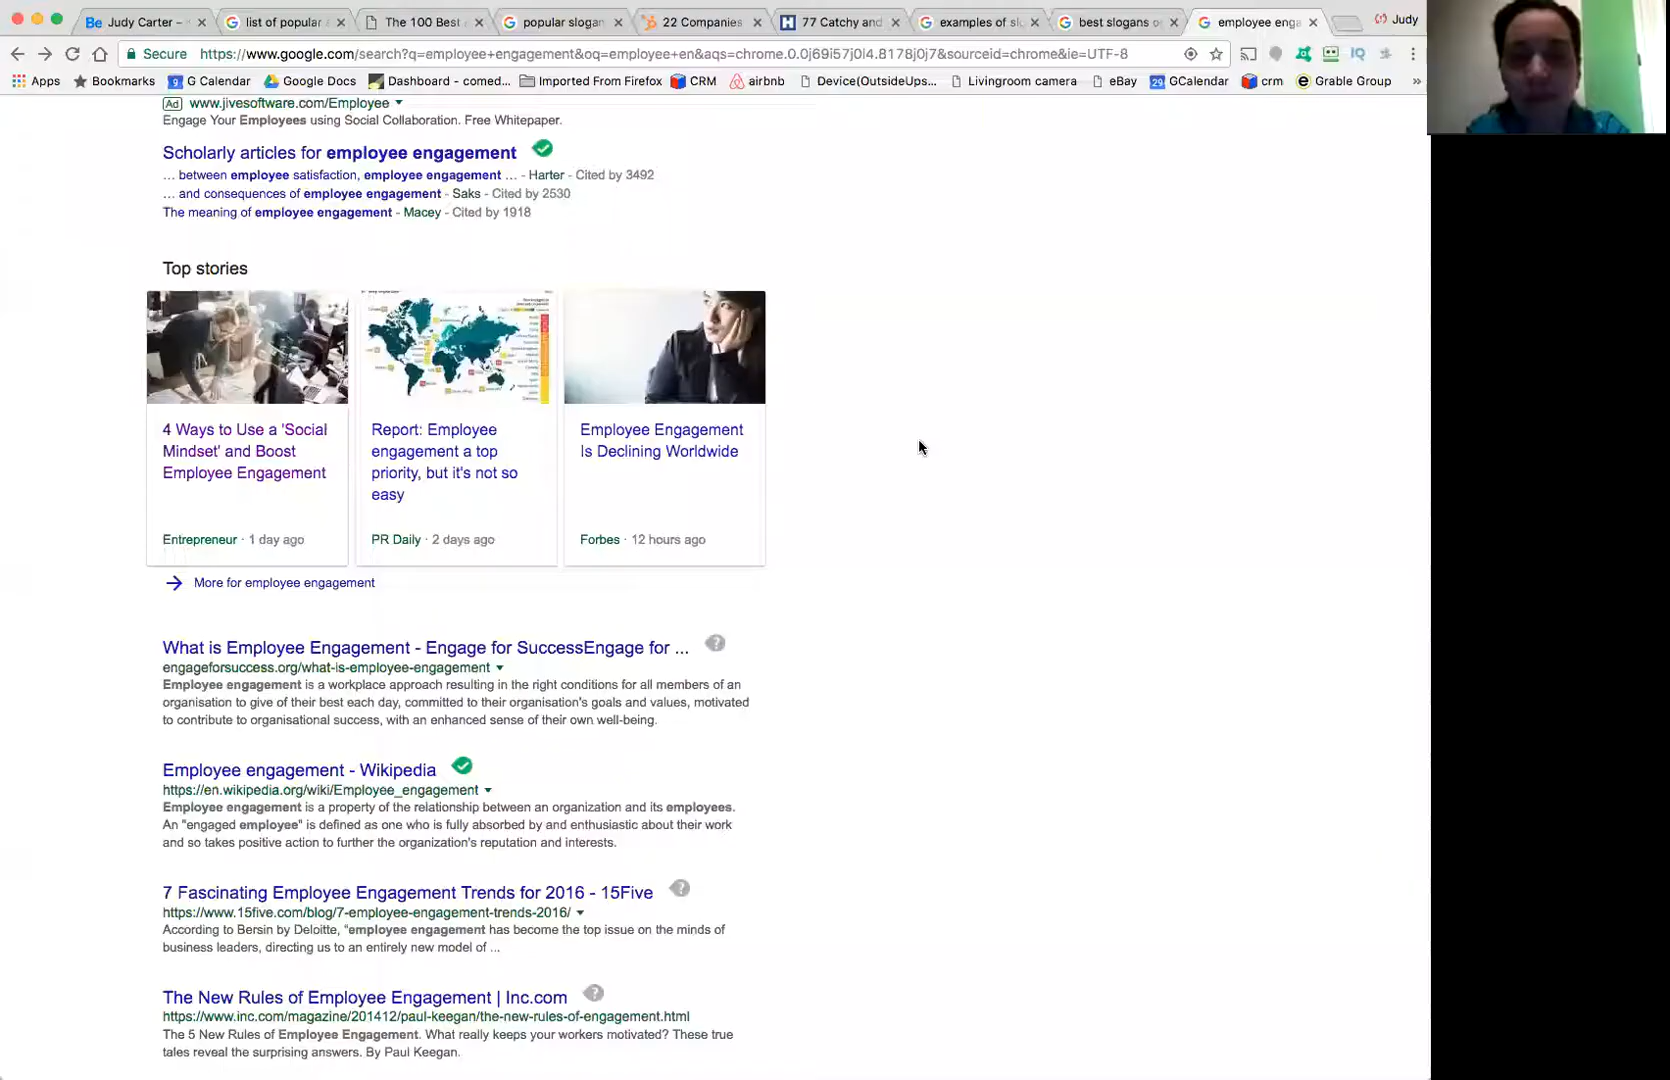 Be Judy Carter –
list of popular
The 100 Best
popular slogan
22 Companies
77 Catchy and
examples of slo
best slogans o
employee enga
Judy
Secure https://www.google.com/search?q=employee+engagement&oq=employee+en&aqs=chrome.0.0j69i57j0l4.8178j0j7&sourceid=chrome&ie=UTF-8
Apps Bookmarks G Calendar Google Docs Dashboard - comed... Imported From Firefox CRM airbnb Device(OutsideUps... Livingroom camera eBay GCalendar crm Grable Group »
Ad www.jivesoftware.com/Employee
Engage Your Employees using Social Collaboration. Free Whitepaper.
Scholarly articles for employee engagement
... between employee satisfaction, employee engagement ... - Harter - Cited by 3492
... and consequences of employee engagement - Saks - Cited by 2530
The meaning of employee engagement - Macey - Cited by 1918
Top stories
4 Ways to Use a 'Social
Mindset' and Boost
Employee Engagement
Entrepreneur · 1 day ago
Report: Employee
engagement a top
priority, but it's not so
easy
PR Daily · 2 days ago
Employee Engagement
Is Declining Worldwide
Forbes · 12 hours ago
More for employee engagement
What is Employee Engagement - Engage for SuccessEngage for ...
engageforsuccess.org/what-is-employee-engagement
Employee engagement is a workplace approach resulting in the right conditions for all members of an
organisation to give of their best each day, committed to their organisation's goals and values, motivated
to contribute to organisational success, with an enhanced sense of their own well-being.
Employee engagement - Wikipedia
https://en.wikipedia.org/wiki/Employee_engagement
Employee engagement is a property of the relationship between an organization and its employees.
An "engaged employee" is defined as one who is fully absorbed by and enthusiastic about their work
and so takes positive action to further the organization's reputation and interests.
7 Fascinating Employee Engagement Trends for 2016 - 15Five
https://www.15five.com/blog/7-employee-engagement-trends-2016/
According to Bersin by Deloitte, "employee engagement has become the top issue on the minds of
business leaders, directing us to an entirely new model of ...
The New Rules of Employee Engagement | Inc.com
https://www.inc.com/magazine/201412/paul-keegan/the-new-rules-of-engagement.html
The 5 New Rules of Employee Engagement. What really keeps your workers motivated? These true
tales reveal the surprising answers. By Paul Keegan.